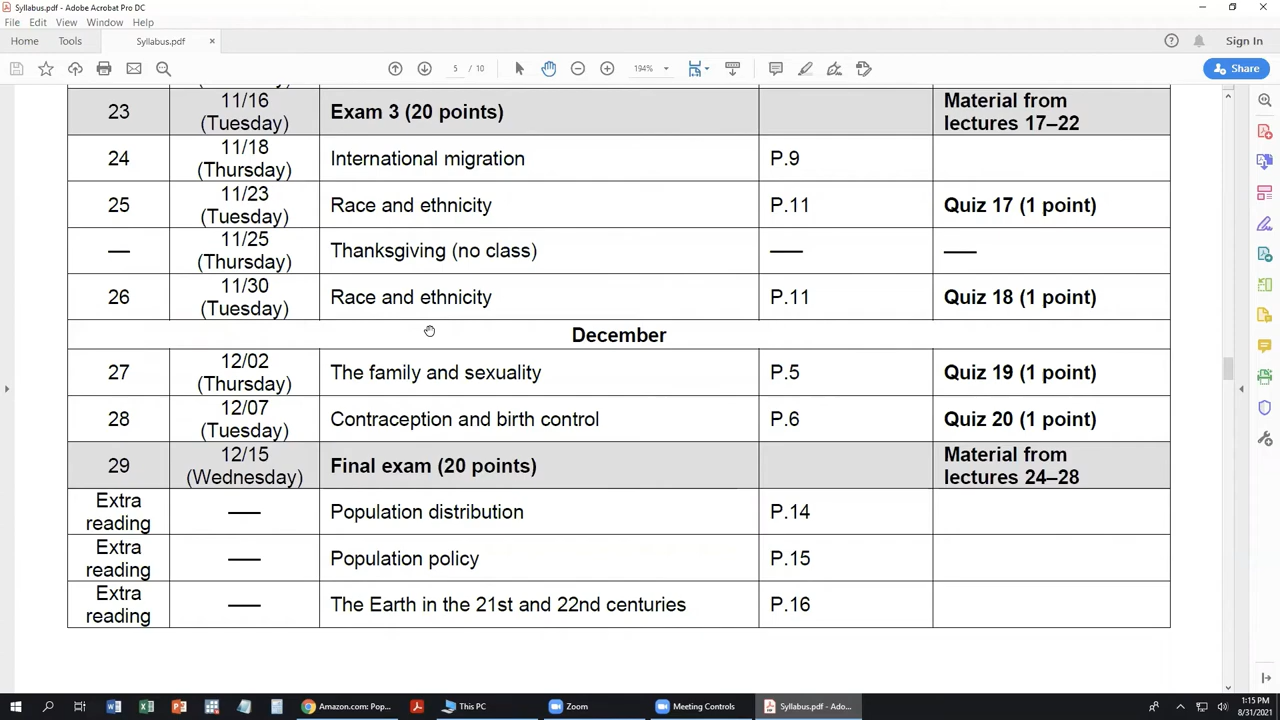 Syllabus.pdf - Adobe Acrobat Pro DC
File Edit View Window Help
Home Tools Syllabus.pdf × Sign In
5 / 10 194% Share
23 11/16 (Tuesday) Exam 3 (20 points) Material from lectures 17–22
24 11/18 (Thursday) International migration P.9
25 11/23 (Tuesday) Race and ethnicity P.11 Quiz 17 (1 point)
— 11/25 (Thursday) Thanksgiving (no class) — —
26 11/30 (Tuesday) Race and ethnicity P.11 Quiz 18 (1 point)
December
27 12/02 (Thursday) The family and sexuality P.5 Quiz 19 (1 point)
28 12/07 (Tuesday) Contraception and birth control P.6 Quiz 20 (1 point)
29 12/15 (Wednesday) Final exam (20 points) Material from lectures 24–28
Extra reading — Population distribution P.14
Extra reading — Population policy P.15
Extra reading — The Earth in the 21st and 22nd centuries P.16
Amazon.com: Pop... This PC Zoom Meeting Controls Syllabus.pdf - Ado... 1:15 PM
8/31/2021